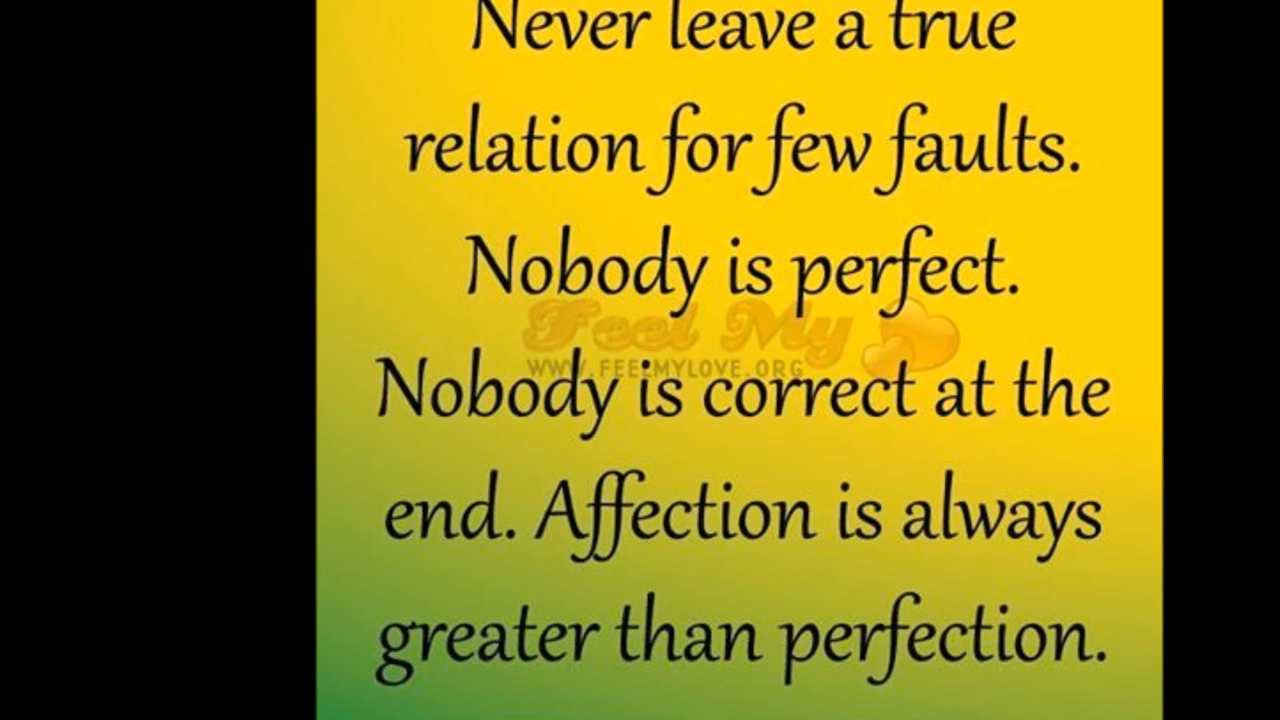 Never leave a true
relation for few faults.
Nobody is perfect.
Feel My
WWW.FEELMYLOVE.ORG
Nobody is correct at the
end. Affection is always
greater than perfection.